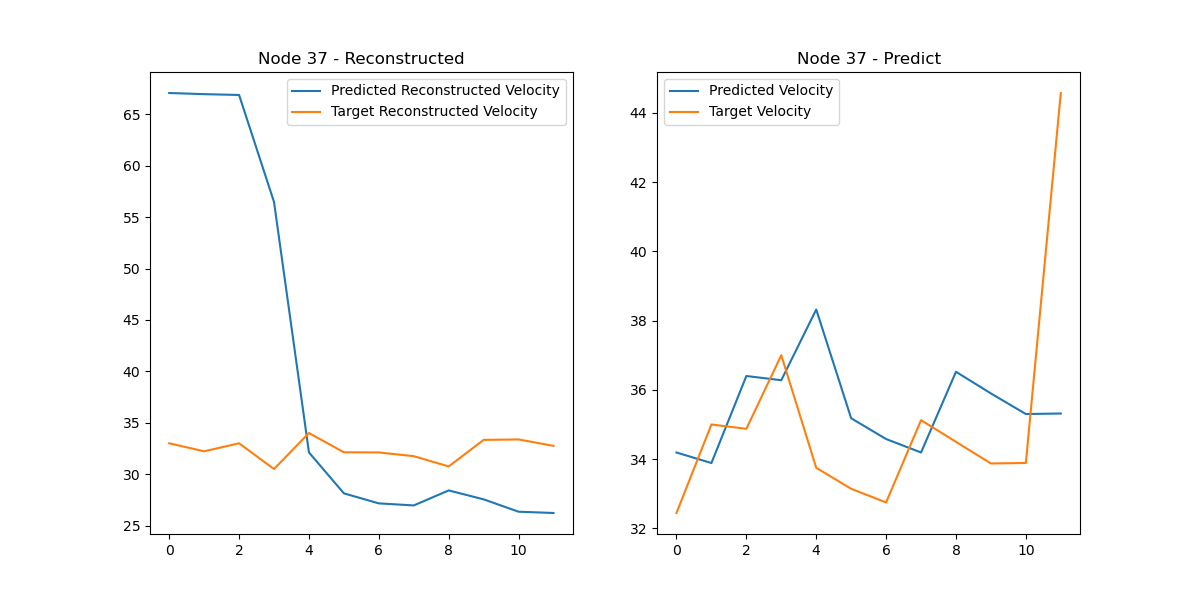 Node 37 - Reconstructed
Predicted Reconstructed Velocity
Target Reconstructed Velocity
65
60
55
50
45
40
35
30
25
0 2 4 6 8 10
Node 37 - Predict
Predicted Velocity
Target Velocity
44
42
40
38
36
34
32
0 2 4 6 8 10